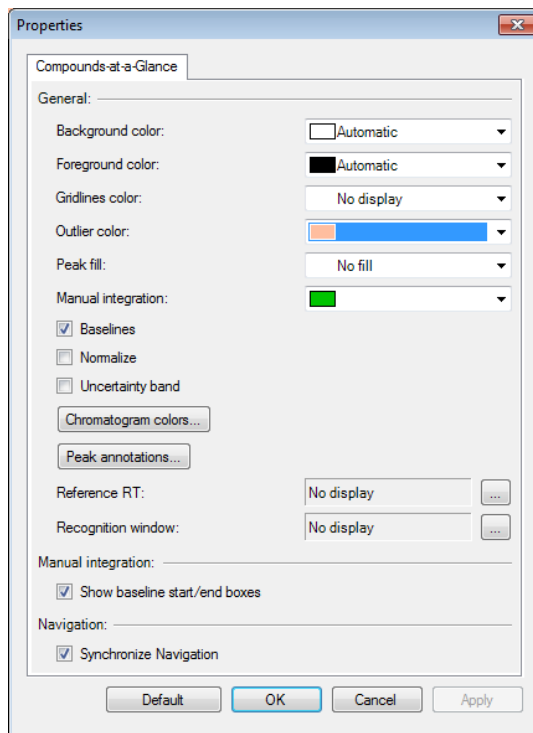 Properties
Compounds-at-a-Glance
General:
Background color: Automatic
Foreground color: Automatic
Gridlines color: No display
Outlier color:
Peak fill: No fill
Manual integration:
Baselines
Normalize
Uncertainty band
Chromatogram colors...
Peak annotations...
Reference RT: No display ...
Recognition window: No display ...
Manual integration:
Show baseline start/end boxes
Navigation:
Synchronize Navigation
Default OK Cancel Apply